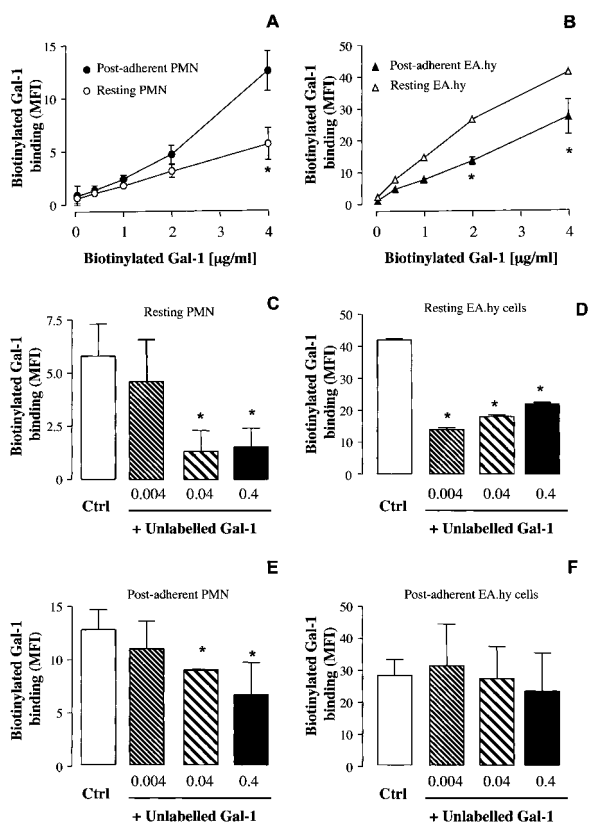 A
Biotinylated Gal-1
binding (MFI)
15
10
5
0
Post-adherent PMN
Resting PMN
*
0 1 2 4
Biotinylated Gal-1 [µg/ml]
B
Biotinylated Gal-1
binding (MFI)
50
40
30
20
10
0
Post-adherent EA.hy
Resting EA.hy
* *
0 1 2 4
Biotinylated Gal-1 [µg/ml]
C
Resting PMN
Biotinylated Gal-1
binding (MFI)
7.5
5.0
2.5
0
* *
Ctrl
0.004 0.04 0.4
+ Unlabelled Gal-1
D
Resting EA.hy cells
Biotinylated Gal-1
binding (MFI)
50
40
30
20
10
0
* * *
Ctrl
0.004 0.04 0.4
+ Unlabelled Gal-1
E
Post-adherent PMN
Biotinylated Gal-1
binding (MFI)
15
10
5
0
* *
Ctrl
0.004 0.04 0.4
+ Unlabelled Gal-1
F
Post-adherent EA.hy cells
Biotinylated Gal-1
binding (MFI)
50
40
30
20
10
0
Ctrl
0.004 0.04 0.4
+ Unlabelled Gal-1